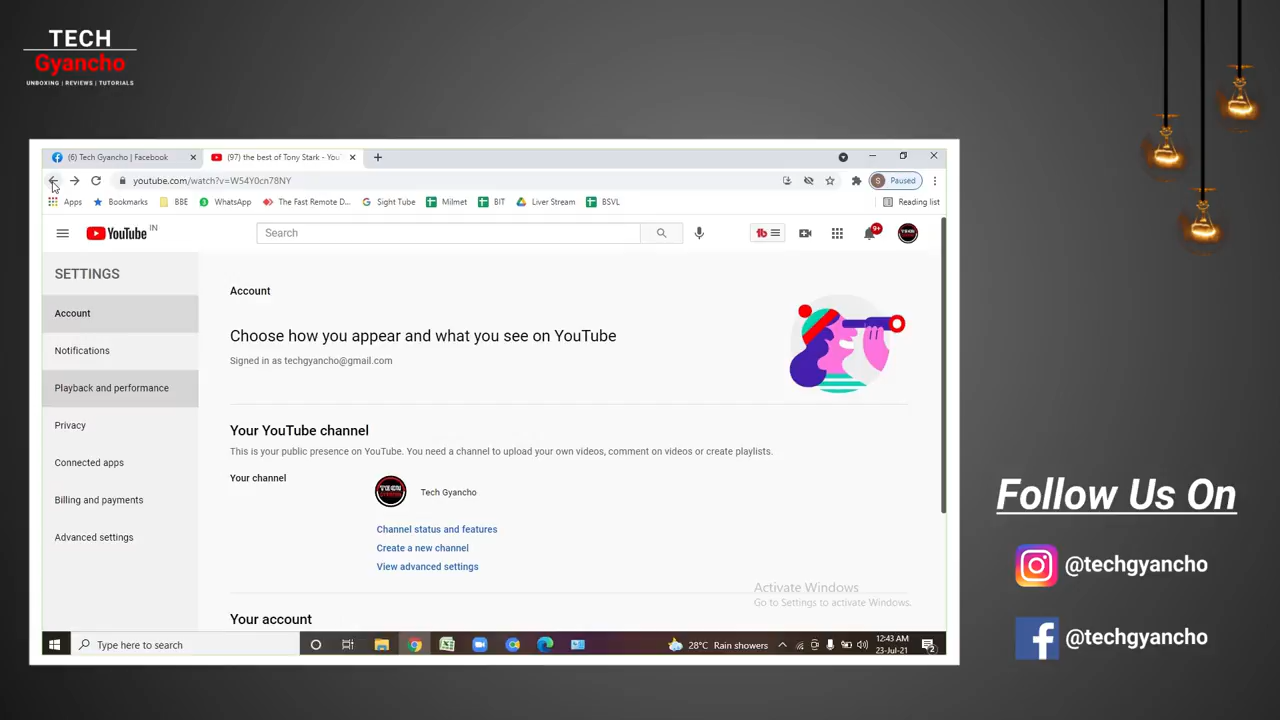 TECH
Gyancho
UNBOXING | REVIEWS | TUTORIALS
(6) Tech Gyancho | Facebook
(97) the best of Tony Stark - You
youtube.com/watch?v=W54Y0cn78NY
S Paused
Apps Bookmarks BBE WhatsApp The Fast Remote D... Sight Tube Milmet BIT Liver Stream BSVL Reading list
YouTube IN
Search
9+
SETTINGS
Account
Notifications
Playback and performance
Privacy
Connected apps
Billing and payments
Advanced settings
Account
Choose how you appear and what you see on YouTube
Signed in as techgyancho@gmail.com
Your YouTube channel
This is your public presence on YouTube. You need a channel to upload your own videos, comment on videos or create playlists.
Your channel
Tech Gyancho
Channel status and features
Create a new channel
View advanced settings
Your account
Activate Windows
Go to Settings to activate Windows.
Type here to search
28°C Rain showers
12:43 AM
23-Jul-21
2
Follow Us On
@techgyancho
@techgyancho